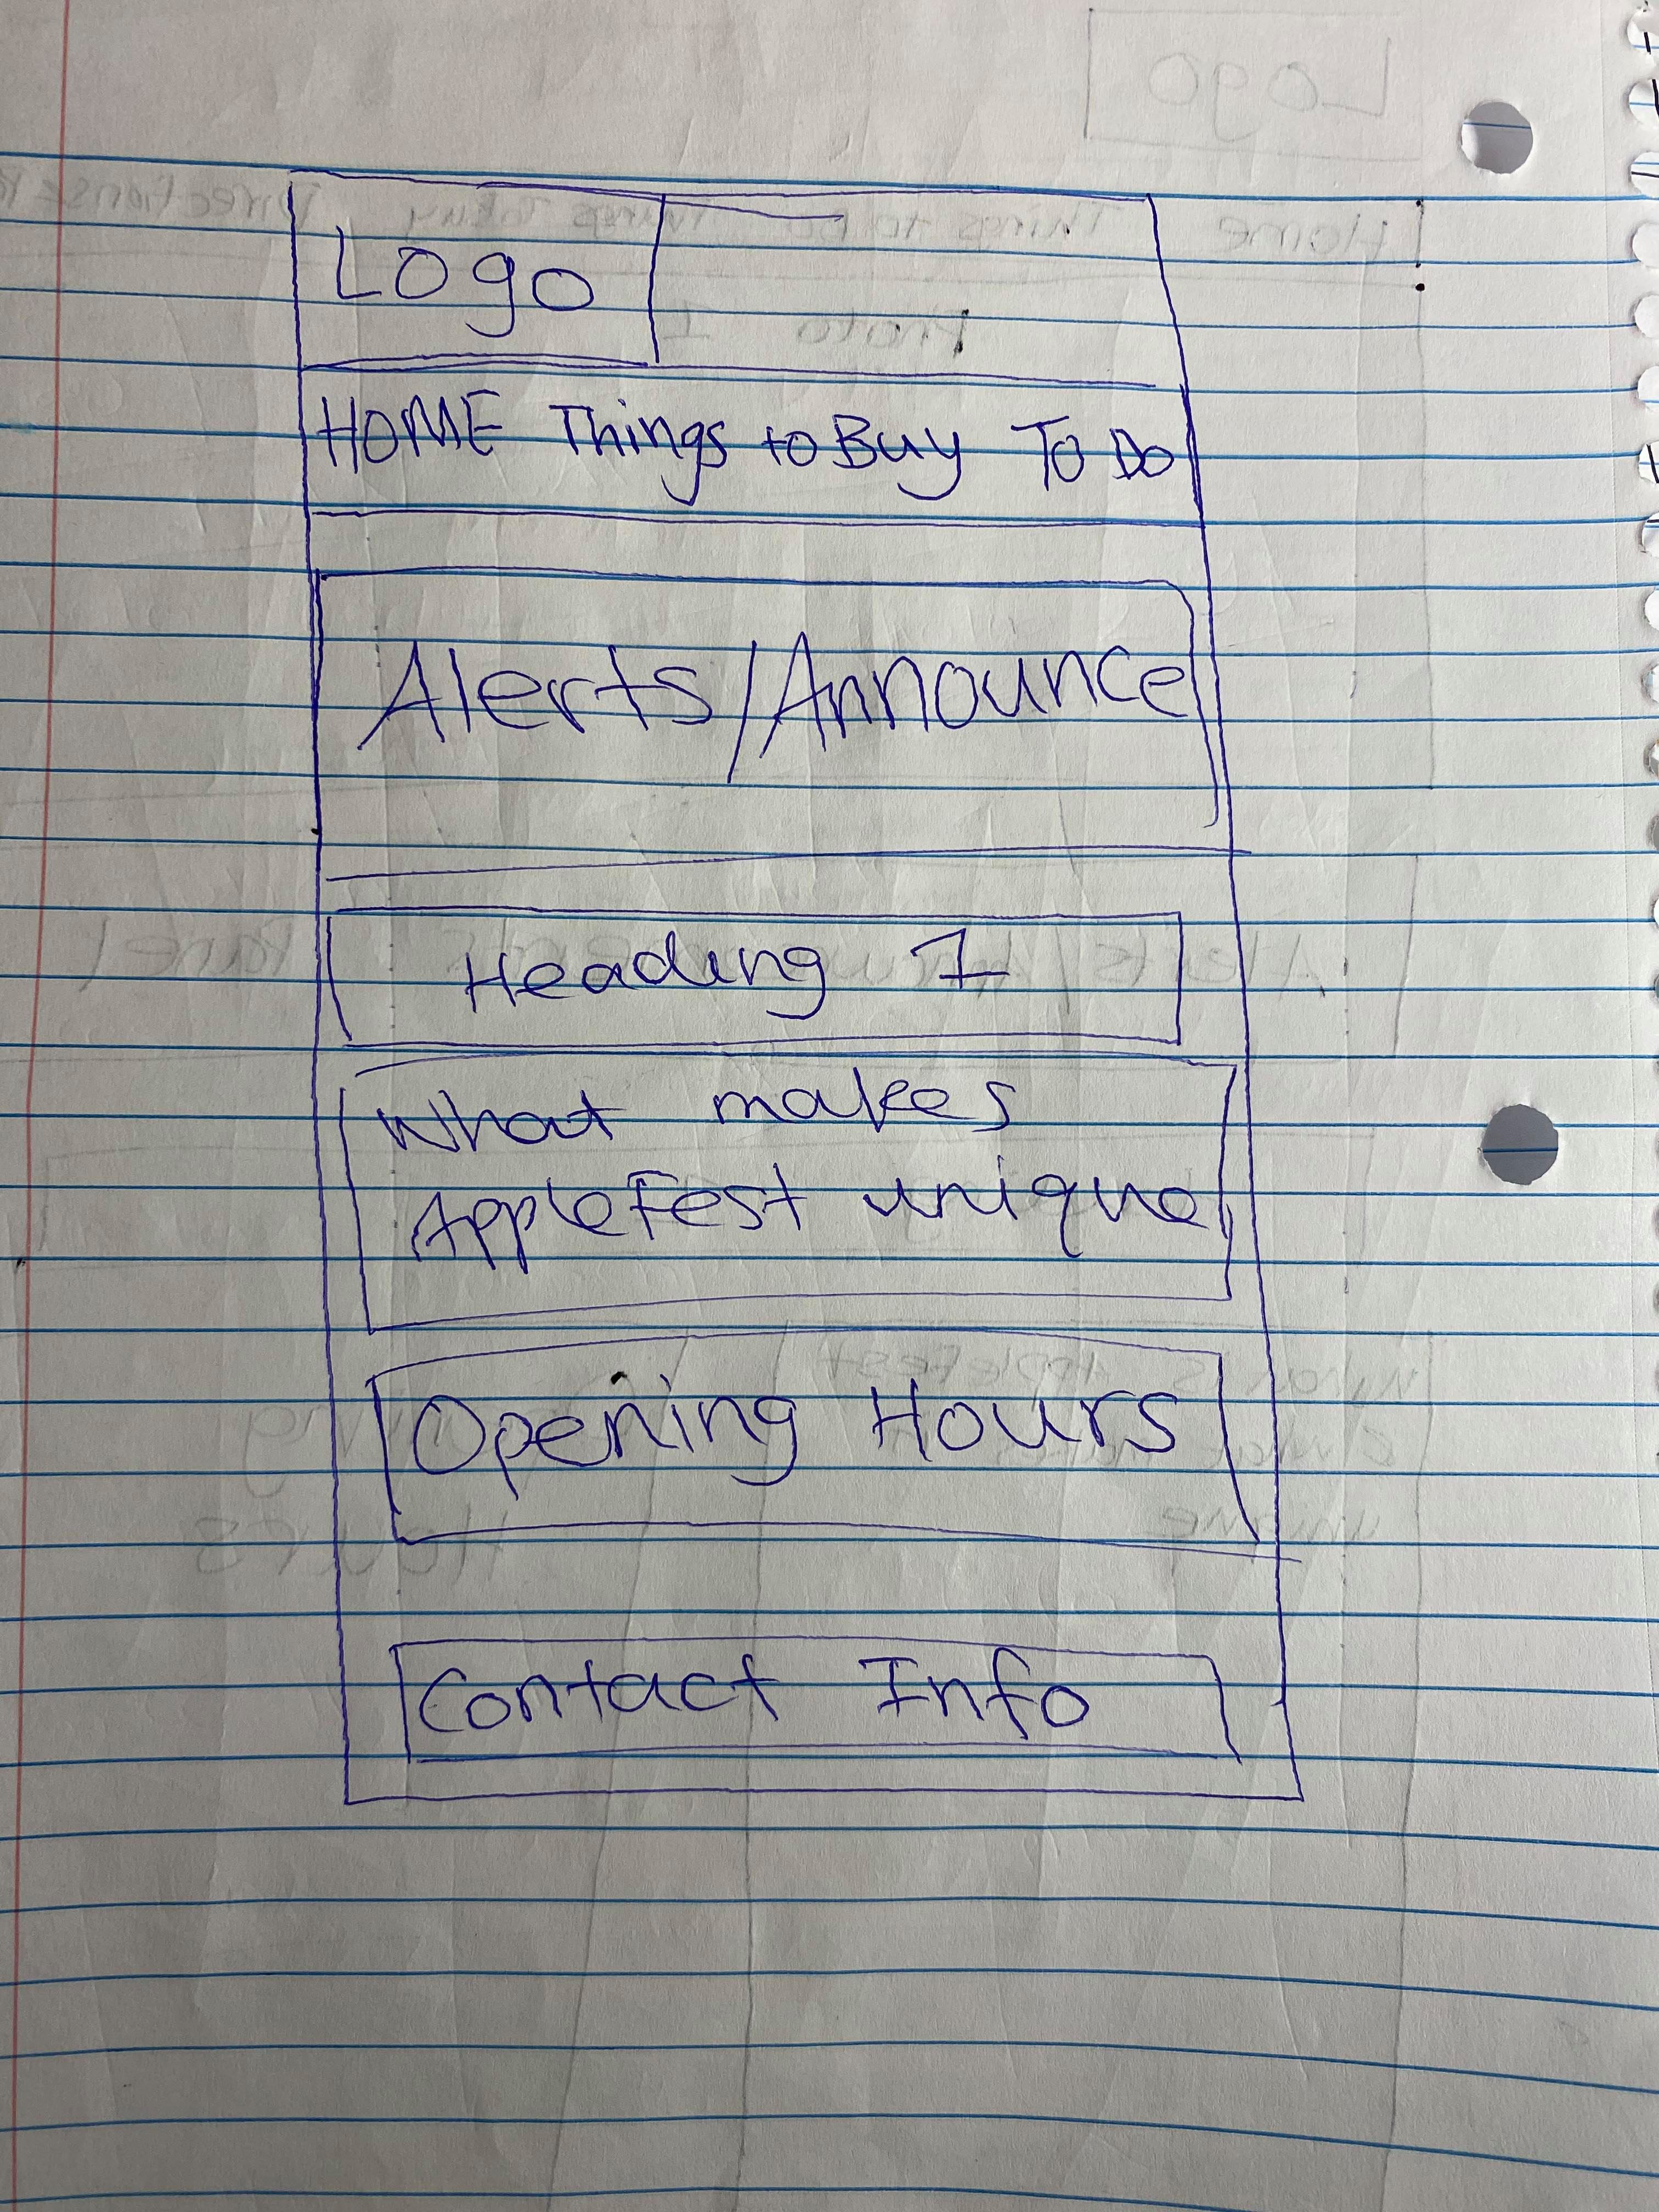 Logo
HOME Things to Buy To Do
Alerts/Announce
Heading 1
What makes
AppleFest unique
Opening Hours
Contact Info